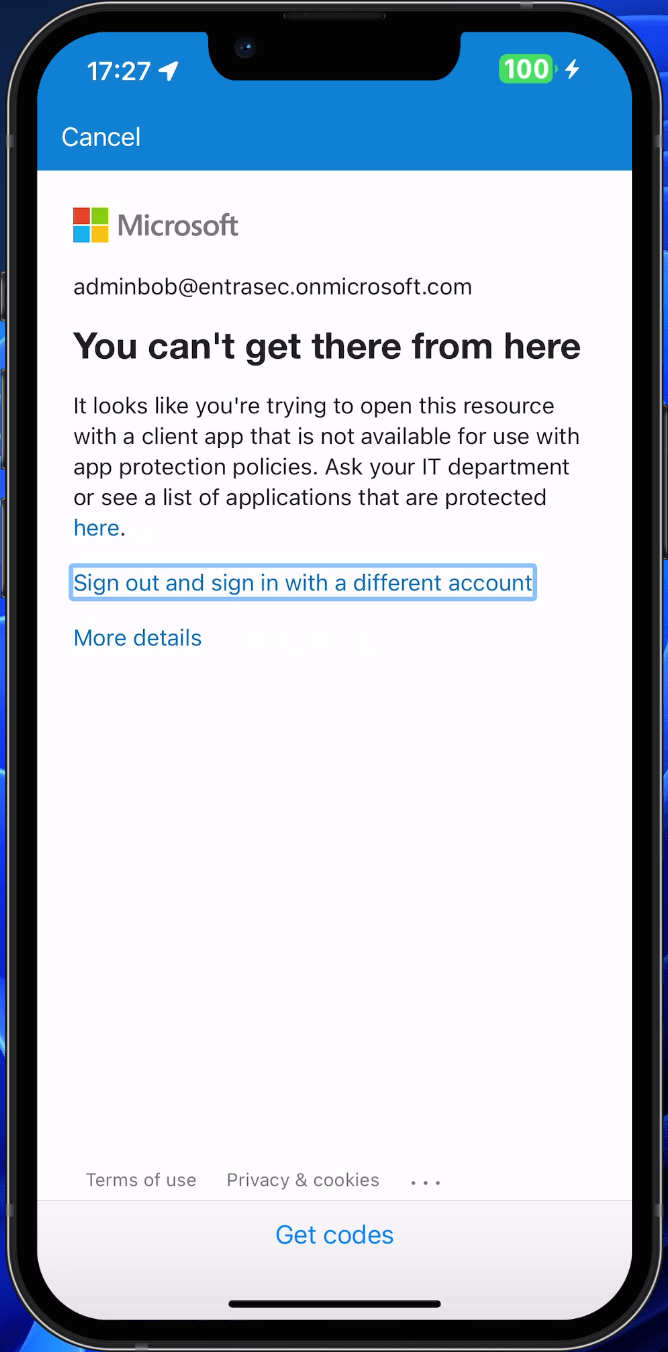 17:27
100
Cancel
Microsoft
adminbob@entrasec.onmicrosoft.com
You can't get there from here
It looks like you're trying to open this resource
with a client app that is not available for use with
app protection policies. Ask your IT department
or see a list of applications that are protected
here.
Sign out and sign in with a different account
More details
Terms of use Privacy & cookies ...
Get codes